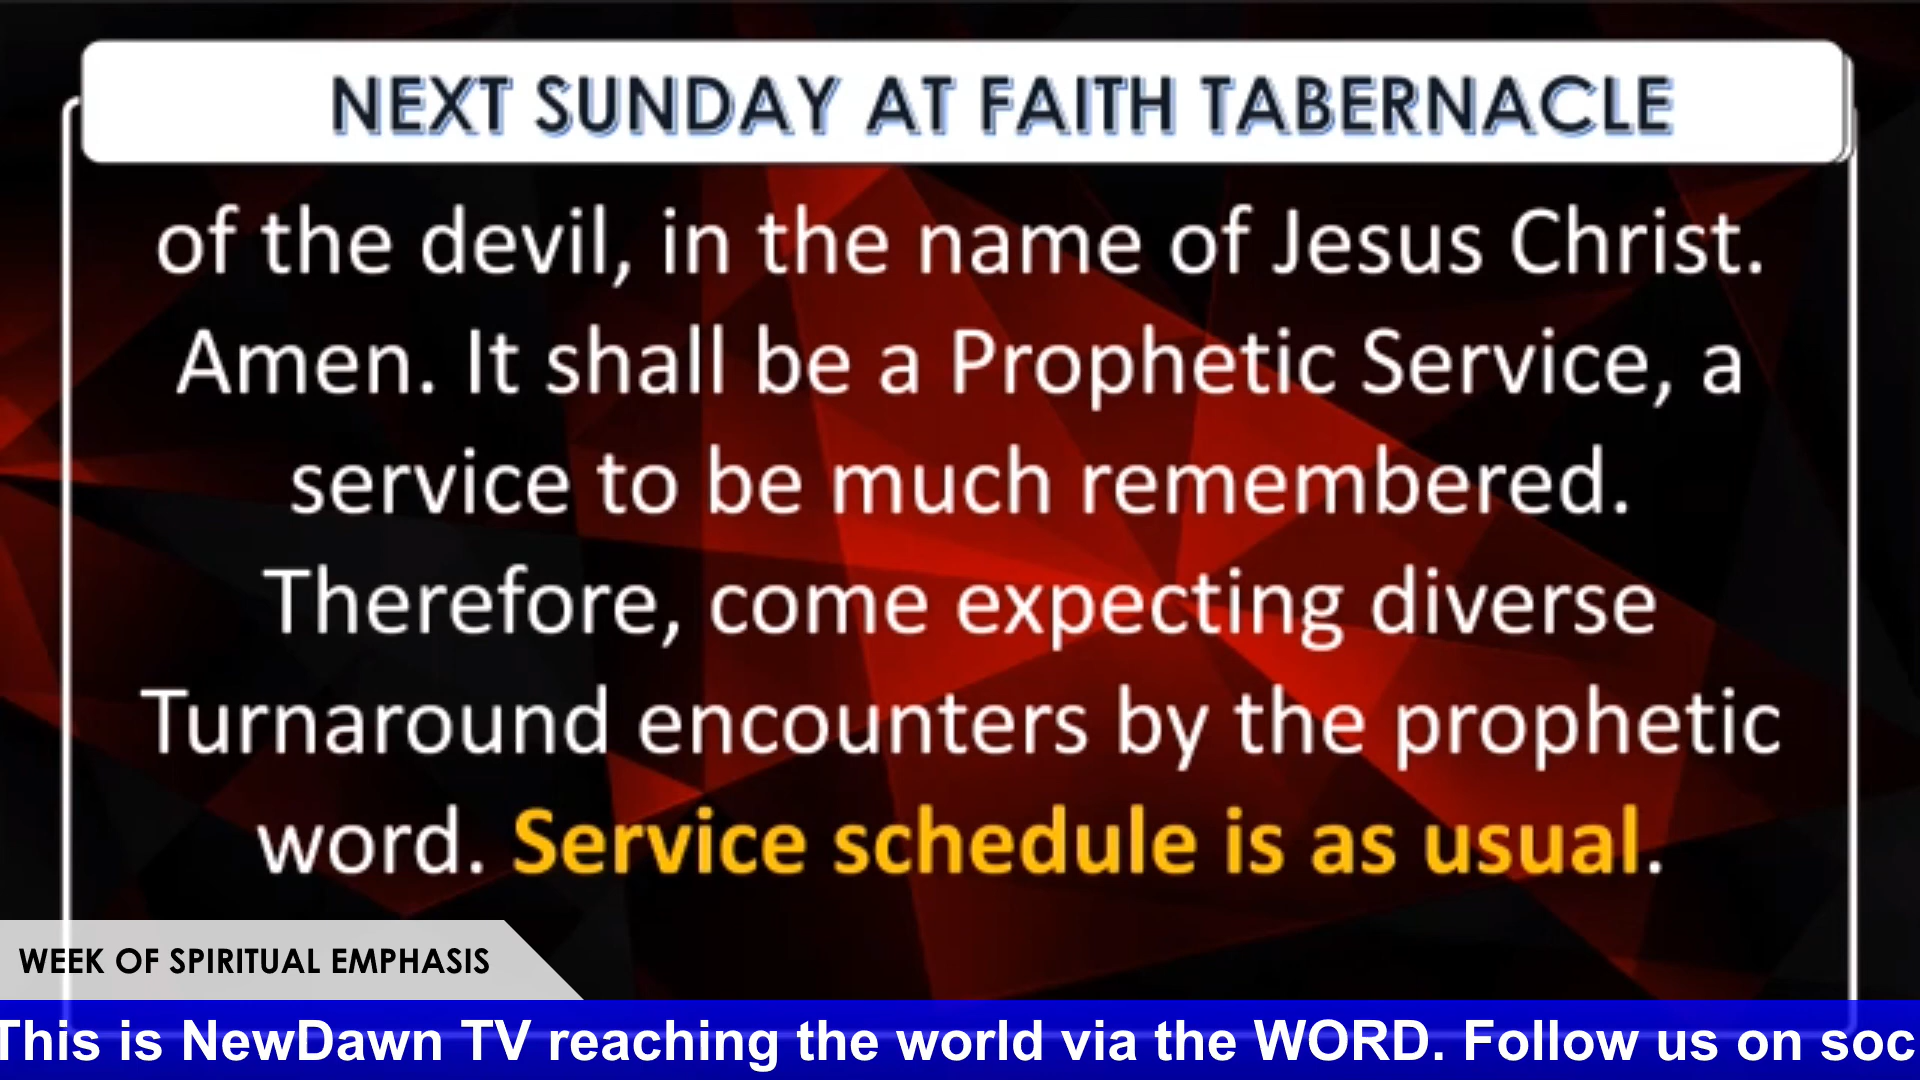 NEXT SUNDAY AT FAITH TABERNACLE
of the devil, in the name of Jesus Christ.
Amen. It shall be a Prophetic Service, a
service to be much remembered.
Therefore, come expecting diverse
Turnaround encounters by the prophetic
word. Service schedule is as usual.
WEEK OF SPIRITUAL EMPHASIS
This is NewDawn TV reaching the world via the WORD. Follow us on soc